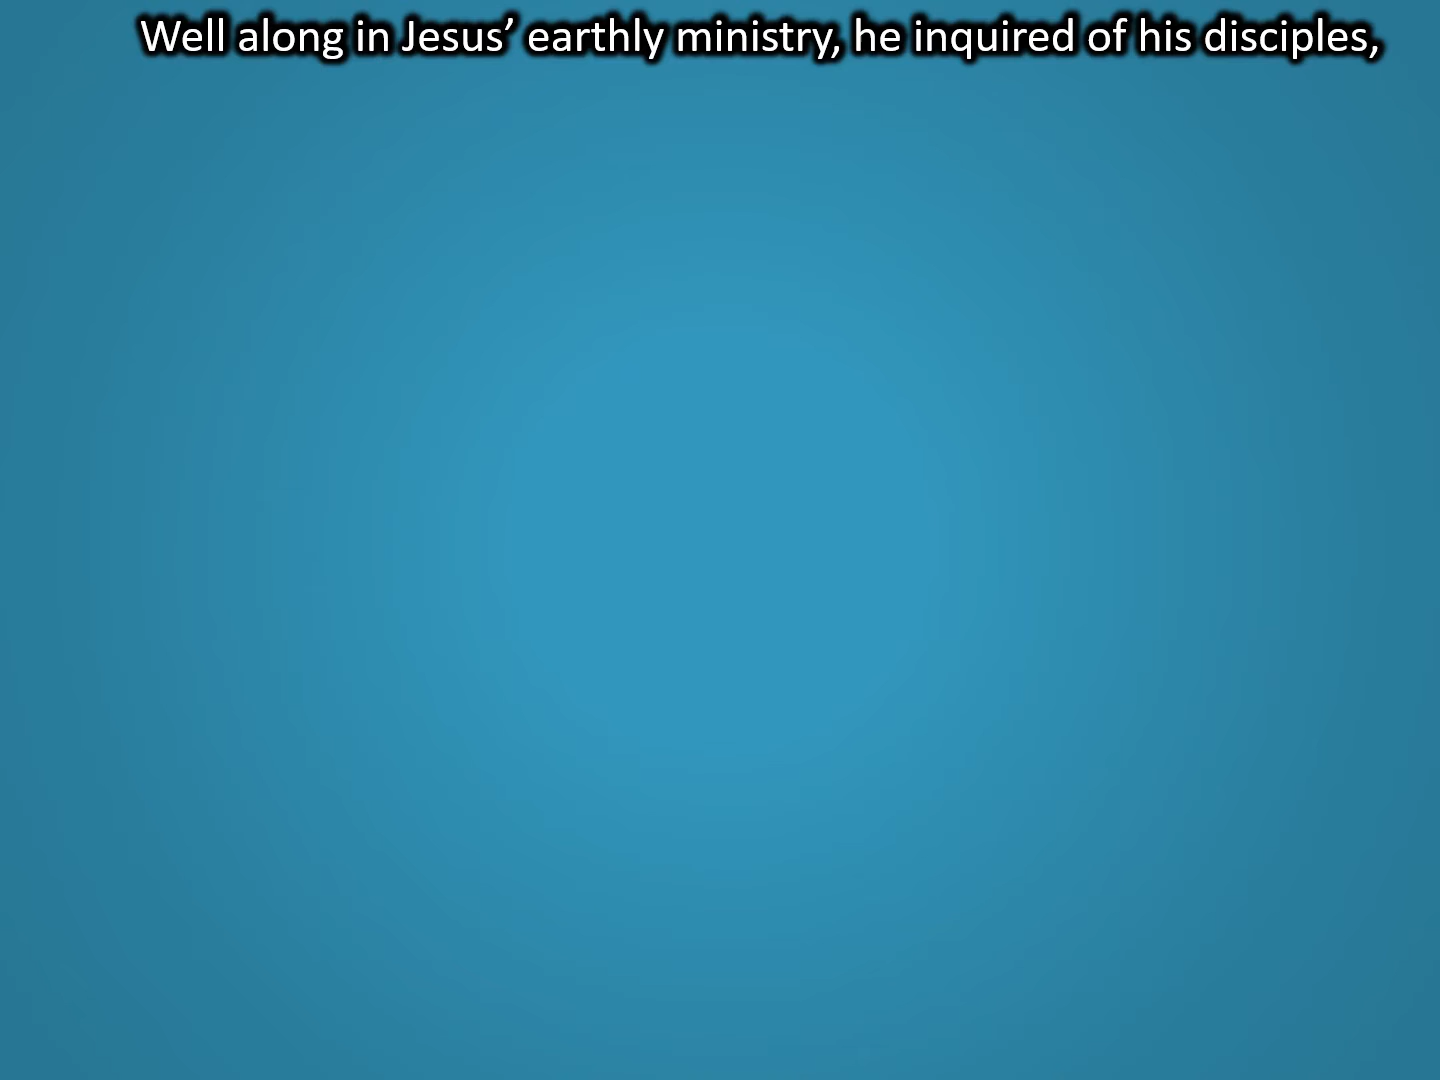 Well along in Jesus’ earthly ministry, he inquired of his disciples,